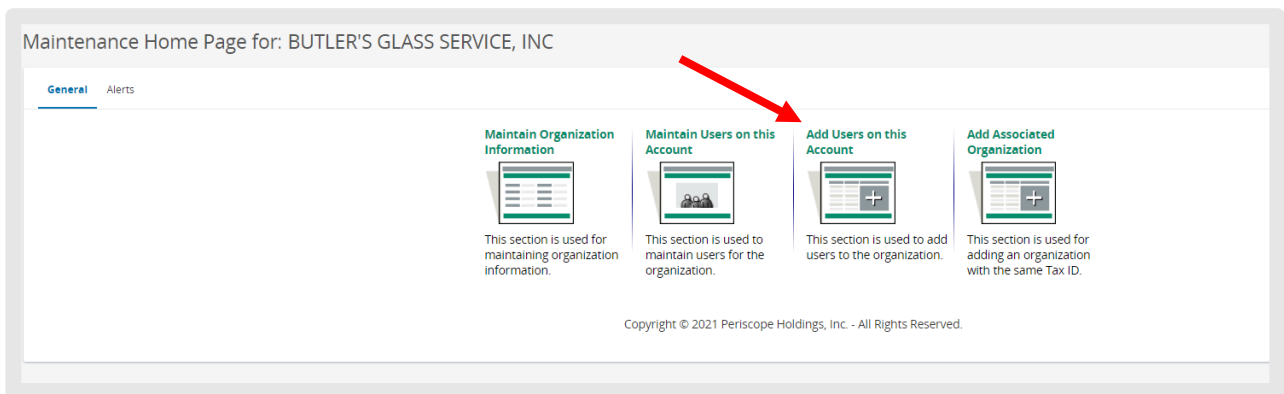 Maintenance Home Page for: BUTLER'S GLASS SERVICE, INC
General Alerts
Maintain Organization
Information
This section is used for
maintaining organization
information.
Maintain Users on this
Account
This section is used to
maintain users for the
organization.
Add Users on this
Account
This section is used to add
users to the organization.
Add Associated
Organization
This section is used for
adding an organization
with the same Tax ID.
Copyright © 2021 Periscope Holdings, Inc. - All Rights Reserved.